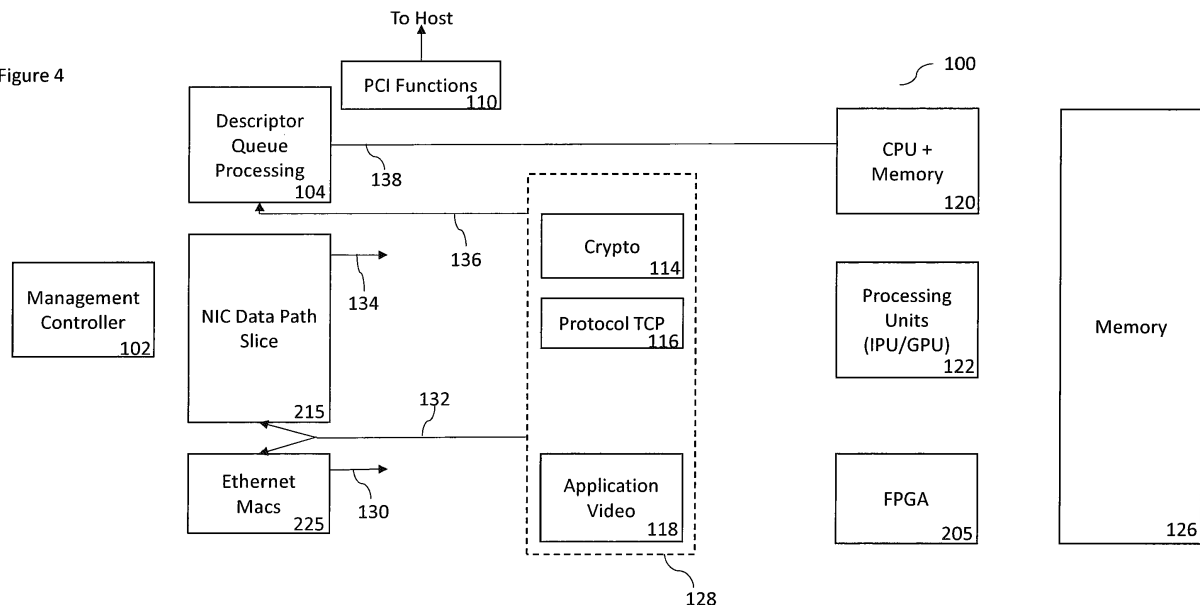 To Host
Figure 4
PCI Functions
110
100
Descriptor
Queue
Processing
104
138
CPU +
Memory
120
136
Crypto
114
134
Management
Controller
102
NIC Data Path
Slice
215
Protocol TCP
116
Processing
Units
(IPU/GPU)
122
Memory
126
132
Ethernet
Macs
225
130
Application
Video
118
FPGA
205
128